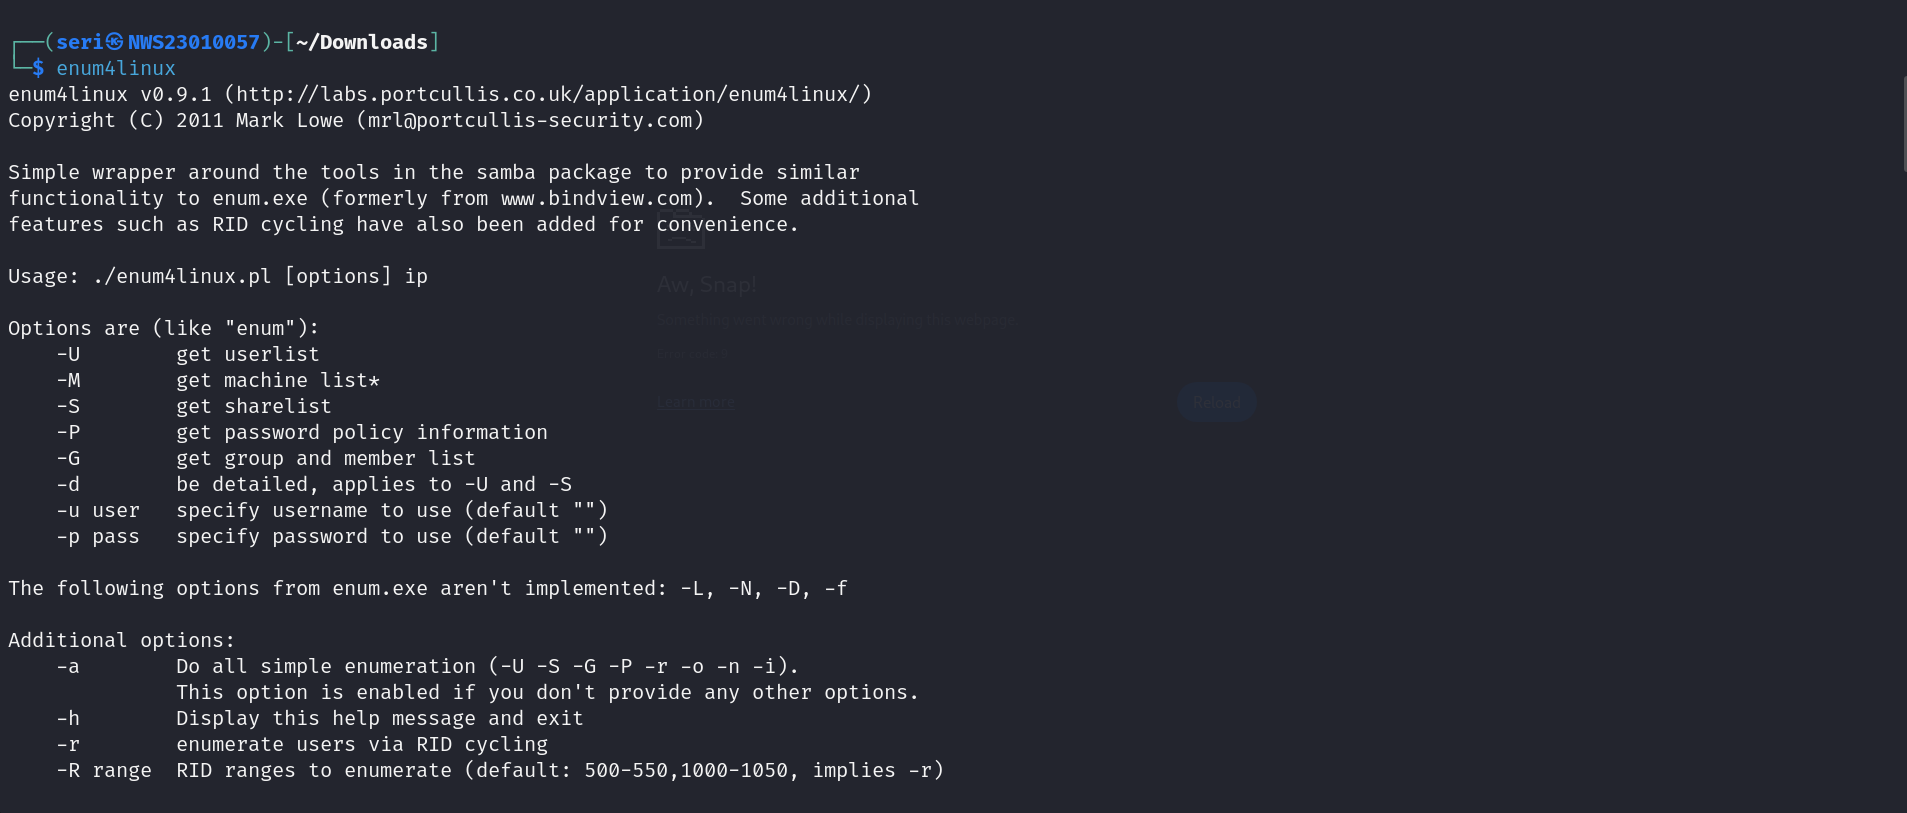 ┌──(seri㉿NWS23010057)-[~/Downloads]
└─$ enum4linux
enum4linux v0.9.1 (http://labs.portcullis.co.uk/application/enum4linux/)
Copyright (C) 2011 Mark Lowe (mrl@portcullis-security.com)
Simple wrapper around the tools in the samba package to provide similar
functionality to enum.exe (formerly from www.bindview.com).  Some additional
features such as RID cycling have also been added for convenience.
Usage: ./enum4linux.pl [options] ip
Aw, Snap!
Something went wrong while displaying this webpage.
Options are (like "enum"):
    -U        get userlist
    -M        get machine list*
    -S        get sharelist
    -P        get password policy information
    -G        get group and member list
    -d        be detailed, applies to -U and -S
    -u user   specify username to use (default "")
    -p pass   specify password to use (default "")
Learn more
Reload
The following options from enum.exe aren't implemented: -L, -N, -D, -f
Additional options:
    -a        Do all simple enumeration (-U -S -G -P -r -o -n -i).
              This option is enabled if you don't provide any other options.
    -h        Display this help message and exit
    -r        enumerate users via RID cycling
    -R range  RID ranges to enumerate (default: 500-550,1000-1050, implies -r)